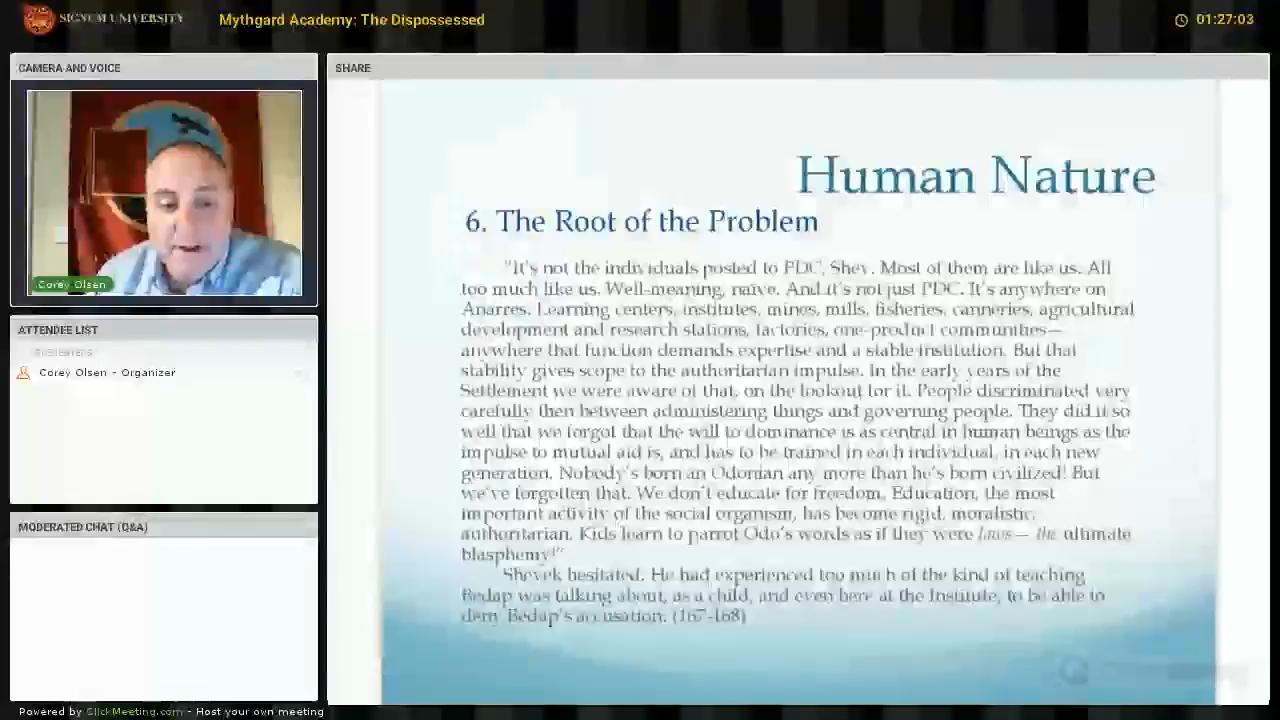 SIGNUM UNIVERSITY
Mythgard Academy: The Dispossessed
01:27:03
CAMERA AND VOICE
Corey Olsen
ATTENDEE LIST
Corey Olsen - Organizer
MODERATED CHAT (Q&A)
SHARE
Human Nature
6. The Root of the Problem
"It's not the individuals posted to PDC, Shev. Most of them are like us. All
too much like us. Well-meaning, naïve. And it's not just PDC. It's anywhere on
Anarres. Learning centers, institutes, mines, mills, fisheries, canneries, agricultural
development and research stations, factories, one-product communities—
anywhere that function demands expertise and a stable institution. But that
stability gives scope to the authoritarian impulse. In the early years of the
Settlement we were aware of that, on the lookout for it. People discriminated very
carefully then between administering things and governing people. They did it so
well that we forgot that the will to dominance is as central in human beings as the
impulse to mutual aid is, and has to be trained in each individual, in each new
generation. Nobody's born an Odonian any more than he's born civilized! But
we've forgotten that. We don't educate for freedom. Education, the most
important activity of the social organism, has become rigid, moralistic,
authoritarian. Kids learn to parrot Odo's words as if they were laws— the ultimate
blasphemy!"
Shevek hesitated. He had experienced too much of the kind of teaching
Bedap was talking about, as a child, and even here at the Institute, to be able to
deny Bedap's accusation. (167-168)
Powered by ClickMeeting.com - Host your own meeting